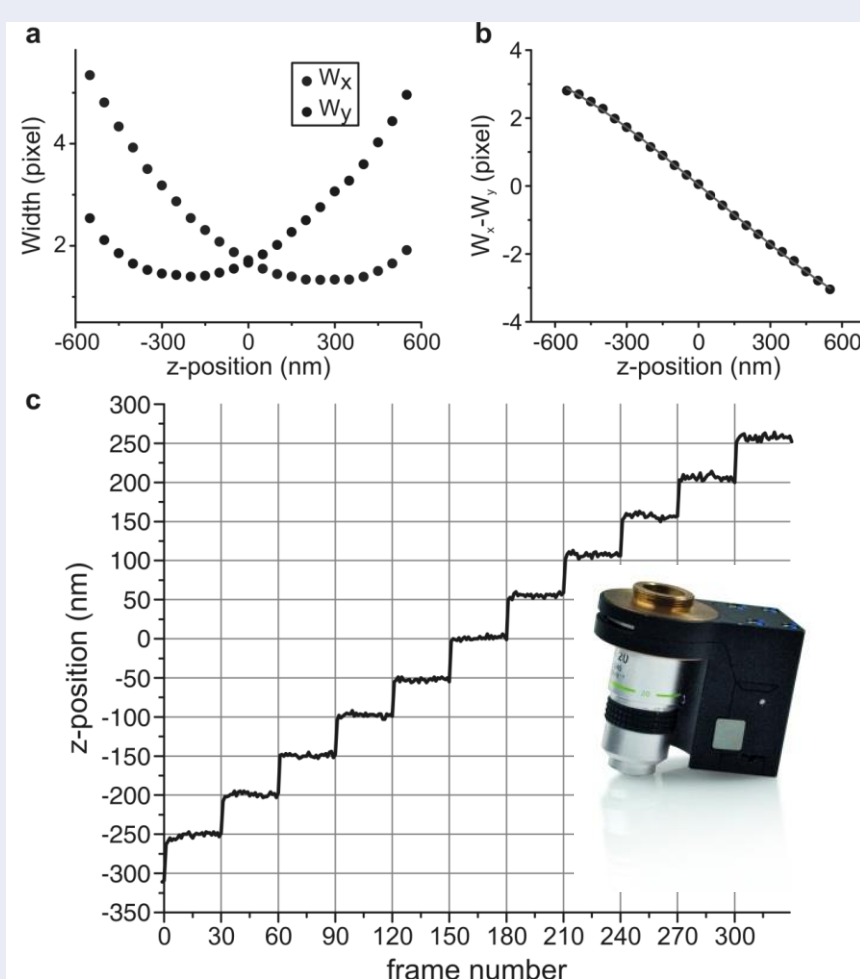 a
Width (pixel)
4
2
-600 -300 0 300 600
z-position (nm)
Wx
Wy
b
Wx-Wy (pixel)
4
2
0
-2
-4
-600 -300 0 300 600
z-position (nm)
c
z-position (nm)
300
250
200
150
100
50
0
-50
-100
-150
-200
-250
-300
-350
0 30 60 90 120 150 180 210 240 270 300
frame number
20
20